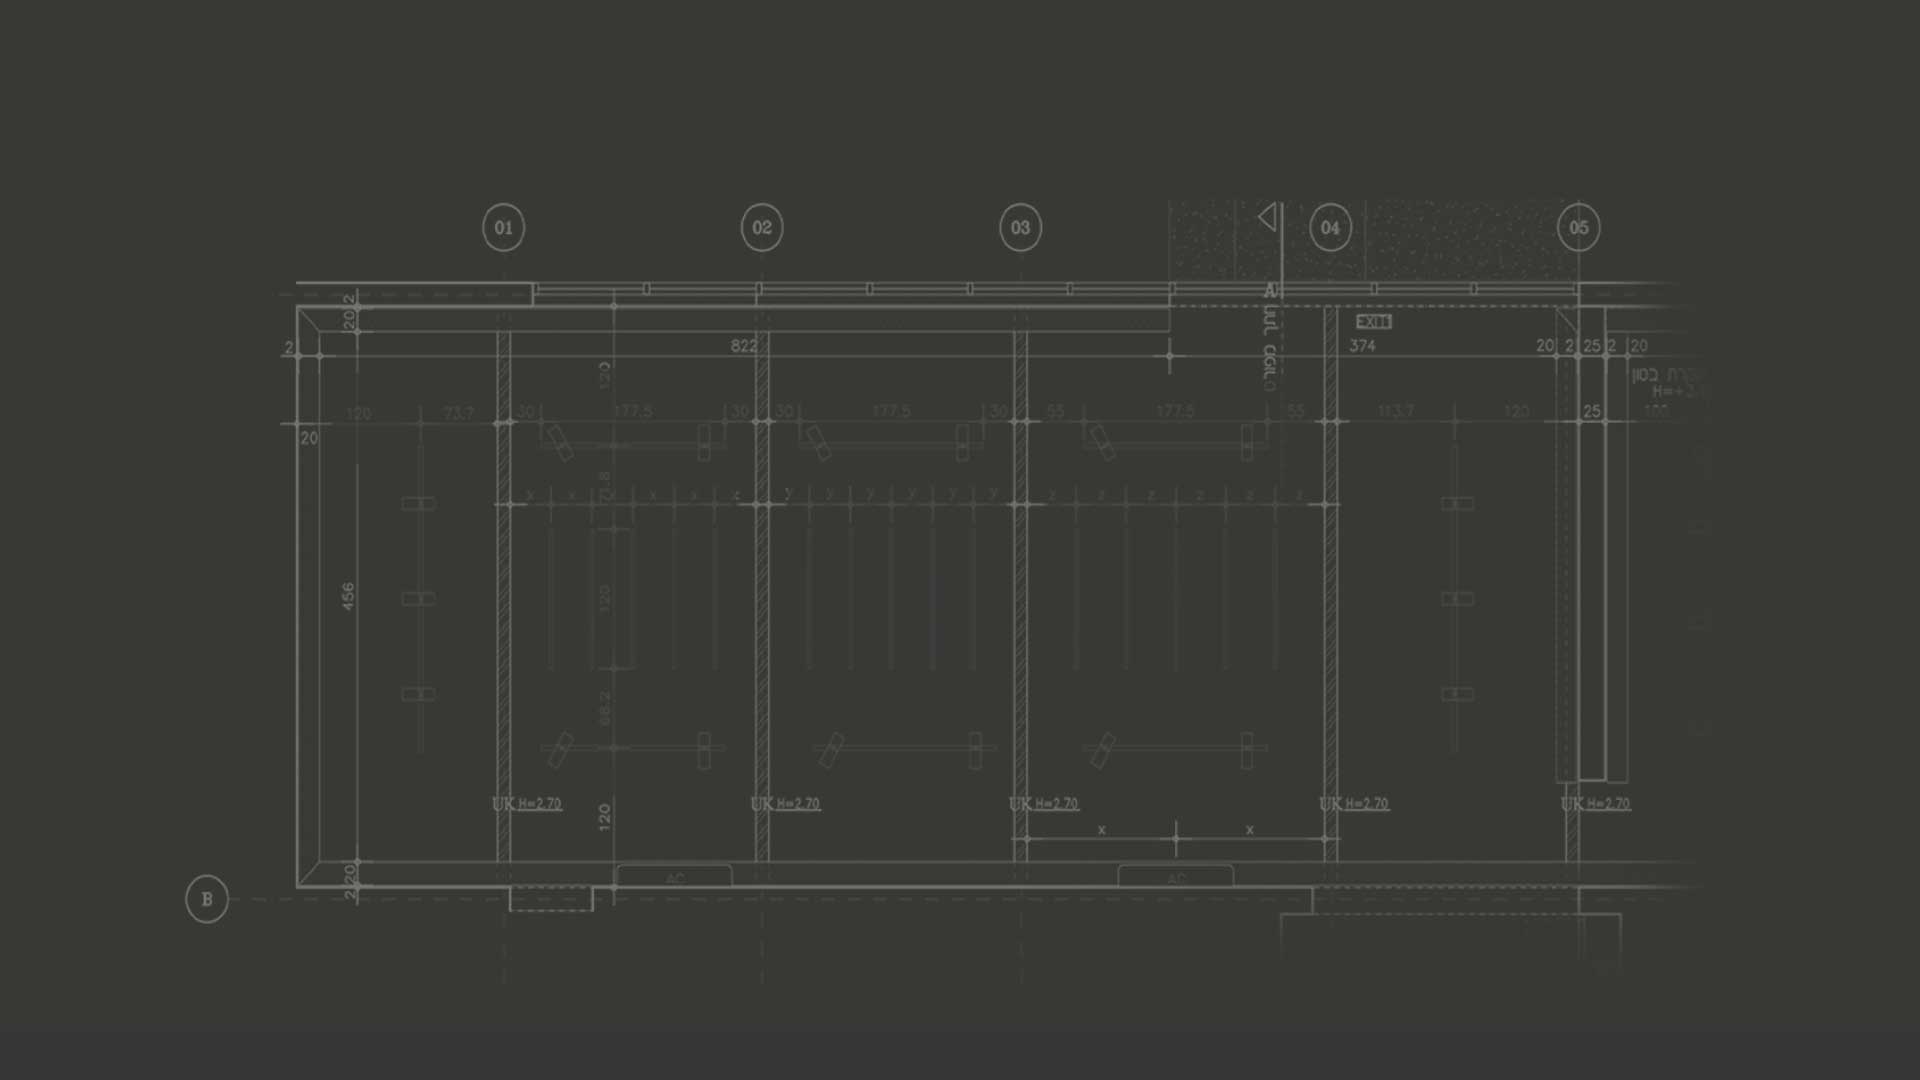 01 02 03 04 05
A
2 20
EXIT
2 822 374 20 2 25 2 20
120
120 73.7 30 177.5 30 30 177.5 30 55 177.5 55 113.7 120 25 100
20
x x x x x y y y y y y z z z z z z
456
120
68.2
UK H=2.70 UK H=2.70 UK H=2.70 UK H=2.70 UK H=2.70
120
x x
2 20
AC AC
B